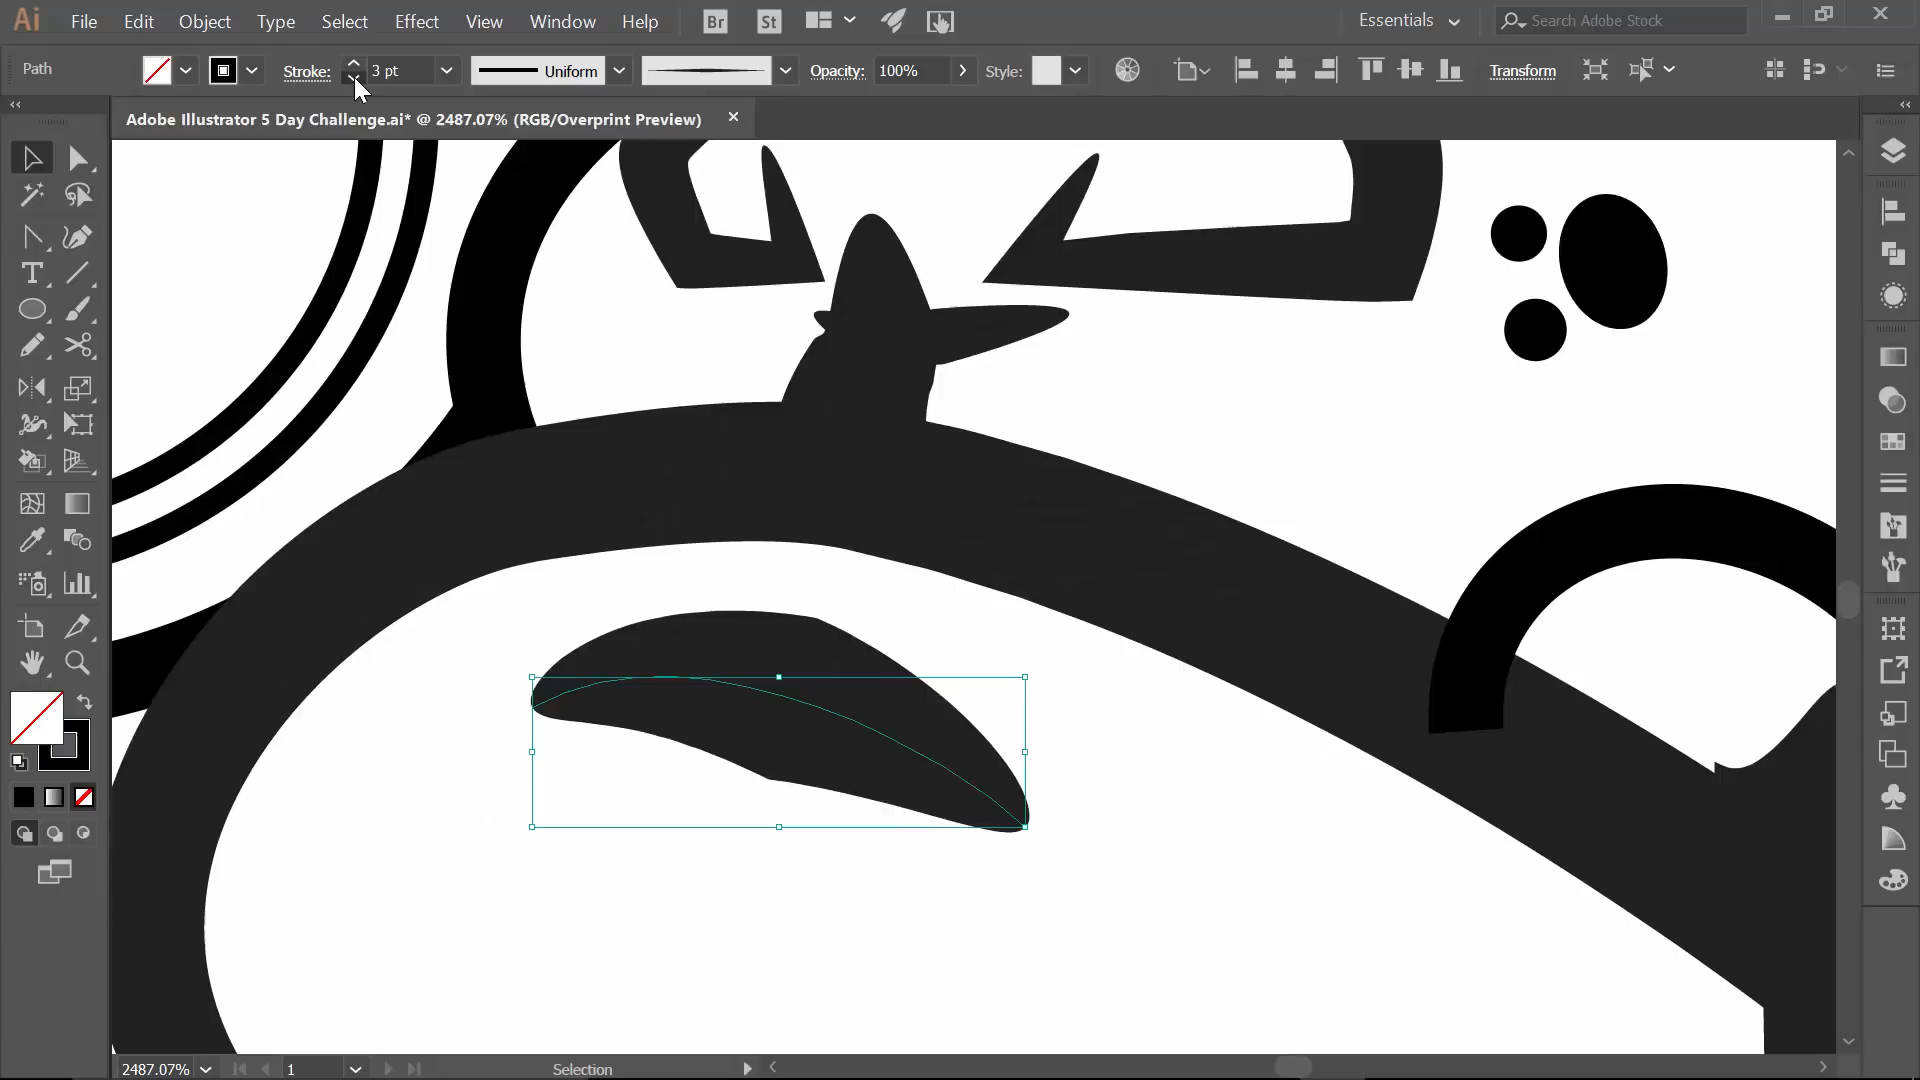 Ai File Edit Object Type Select Effect View Window Help Br St Essentials Search Adobe Stock
Path Stroke: 3 pt Uniform Opacity: 100% Style: Transform
Adobe Illustrator 5 Day Challenge.ai* @ 2487.07% (RGB/Overprint Preview)
T
2487.07% 1 Selection